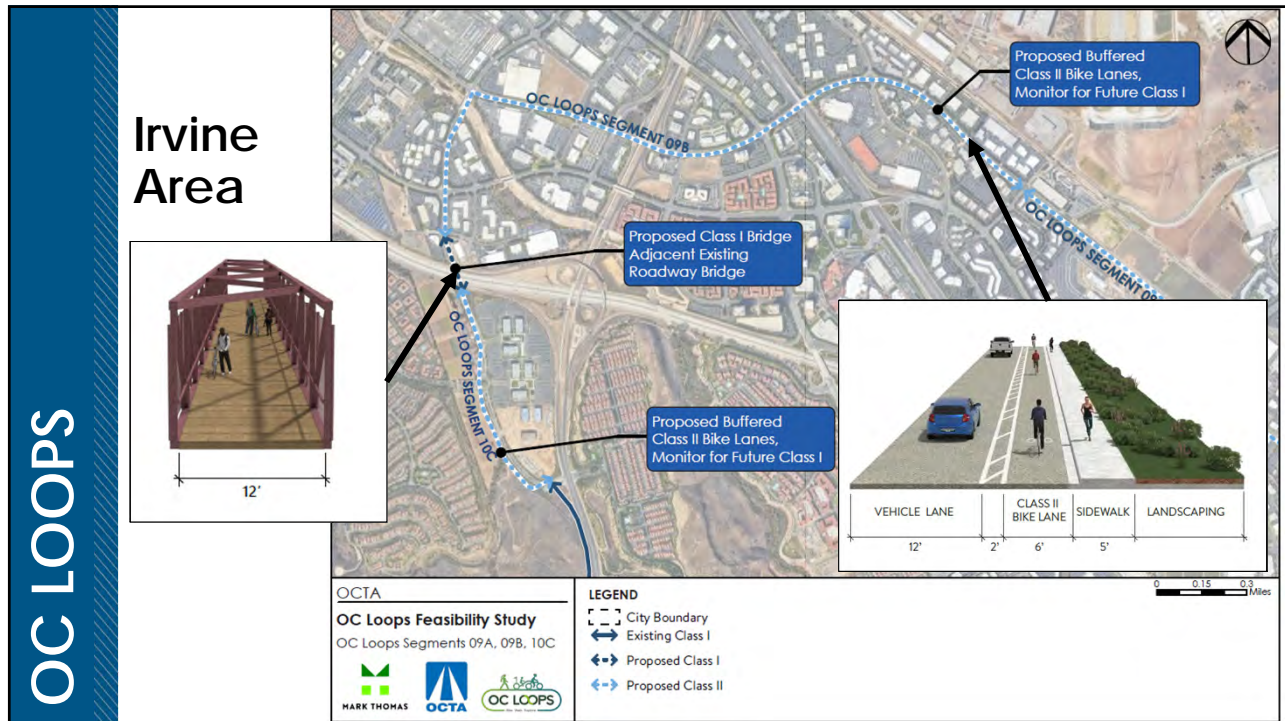 OC LOOPS
Irvine
Area
12'
OC LOOPS SEGMENT 09B
Proposed Buffered
Class II Bike Lanes,
Monitor for Future Class I
OC LOOPS SEGMENT 09
Proposed Class I Bridge
Adjacent Existing
Roadway Bridge
OC LOOPS SEGMENT 10C
Proposed Buffered
Class II Bike Lanes,
Monitor for Future Class I
VEHICLE LANE
CLASS II
BIKE LANE
SIDEWALK
LANDSCAPING
12'
2'
6'
5'
0 0.15 0.3
Miles
OCTA
OC Loops Feasibility Study
OC Loops Segments 09A, 09B, 10C
MARK THOMAS
OCTA
OC LOOPS
LEGEND
City Boundary
Existing Class I
Proposed Class I
Proposed Class II